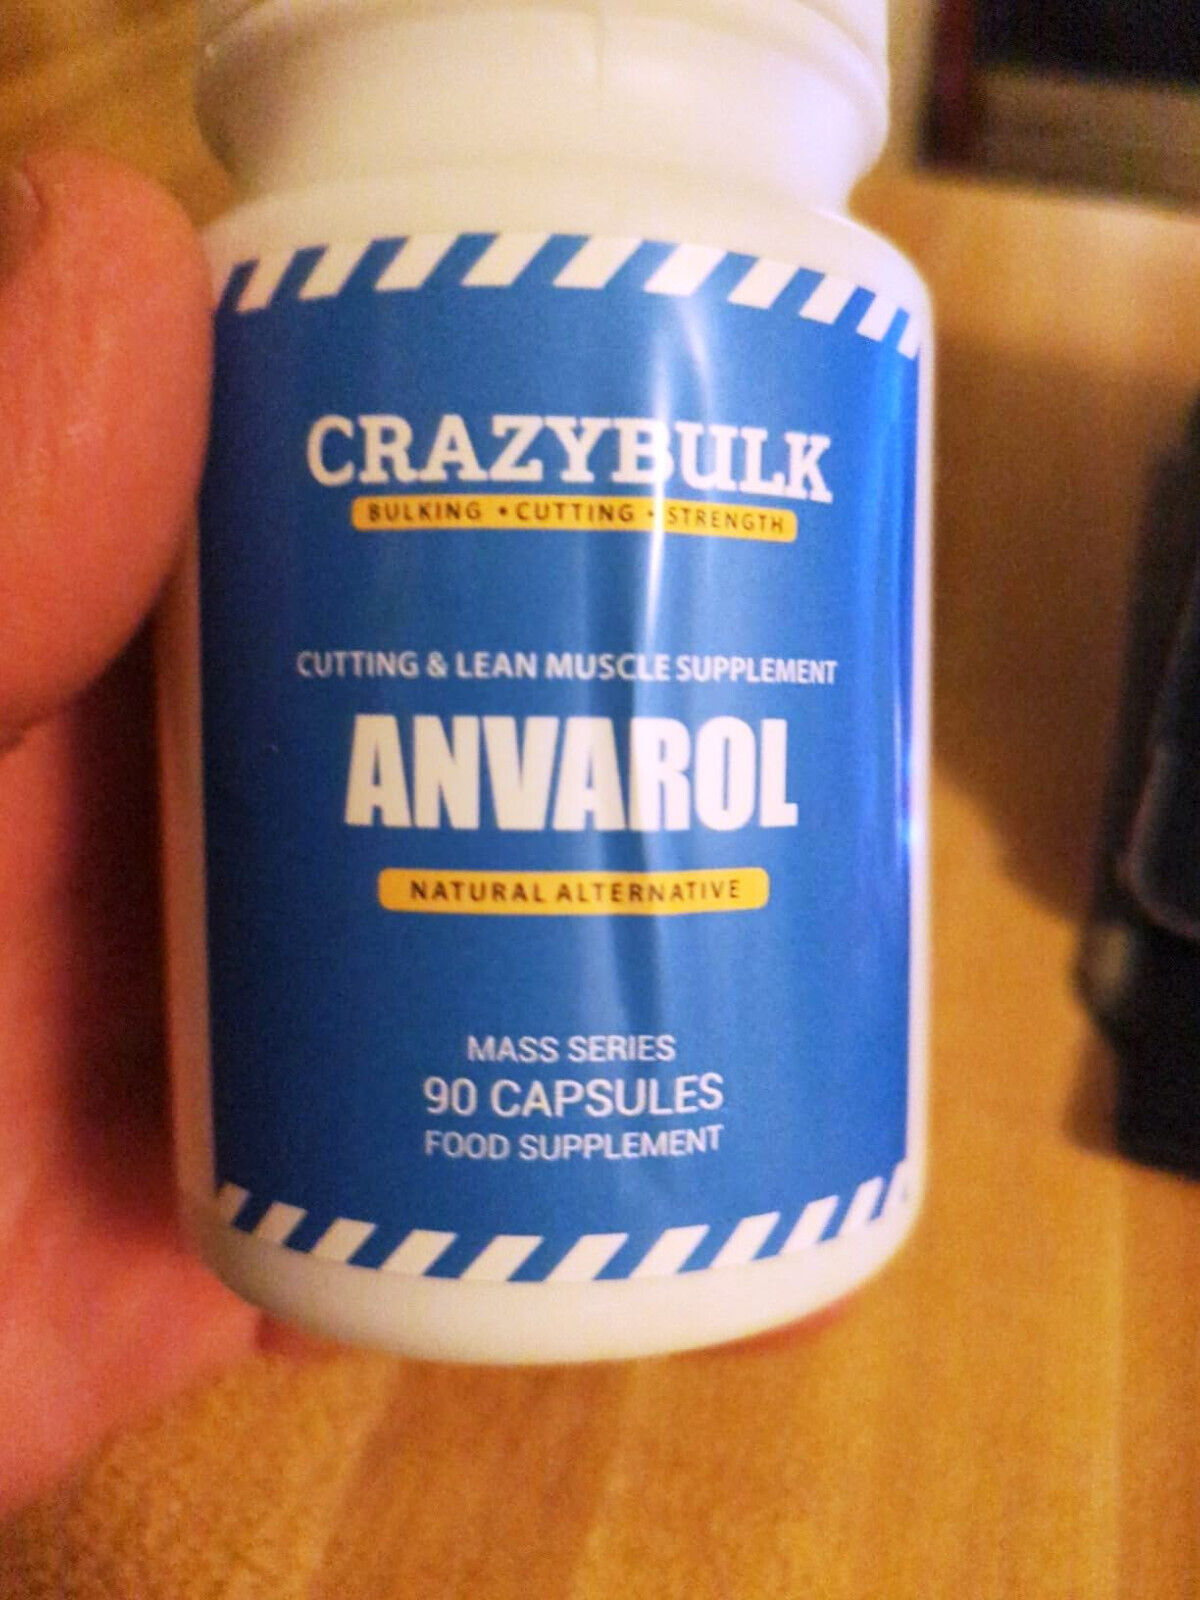 CRAZYBULK
BULKING • CUTTING • STRENGTH
CUTTING & LEAN MUSCLE SUPPLEMENT
ANVAROL
NATURAL ALTERNATIVE
MASS SERIES
90 CAPSULES
FOOD SUPPLEMENT